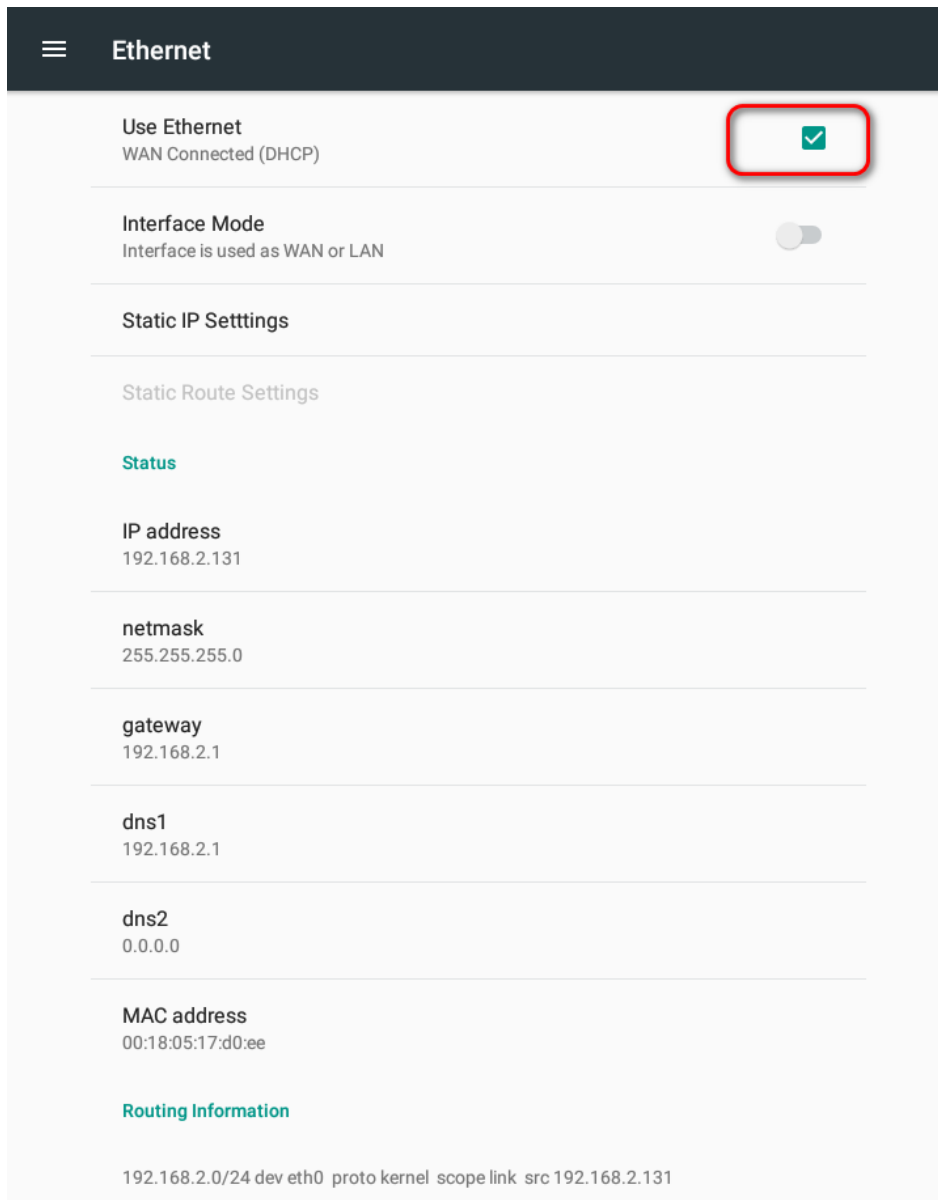 Ethernet
Use Ethernet
WAN Connected (DHCP)
Interface Mode
Interface is used as WAN or LAN
Static IP Setttings
Static Route Settings
Status
IP address
192.168.2.131
netmask
255.255.255.0
gateway
192.168.2.1
dns1
192.168.2.1
dns2
0.0.0.0
MAC address
00:18:05:17:d0:ee
Routing Information
192.168.2.0/24 dev eth0 proto kernel scope link src 192.168.2.131